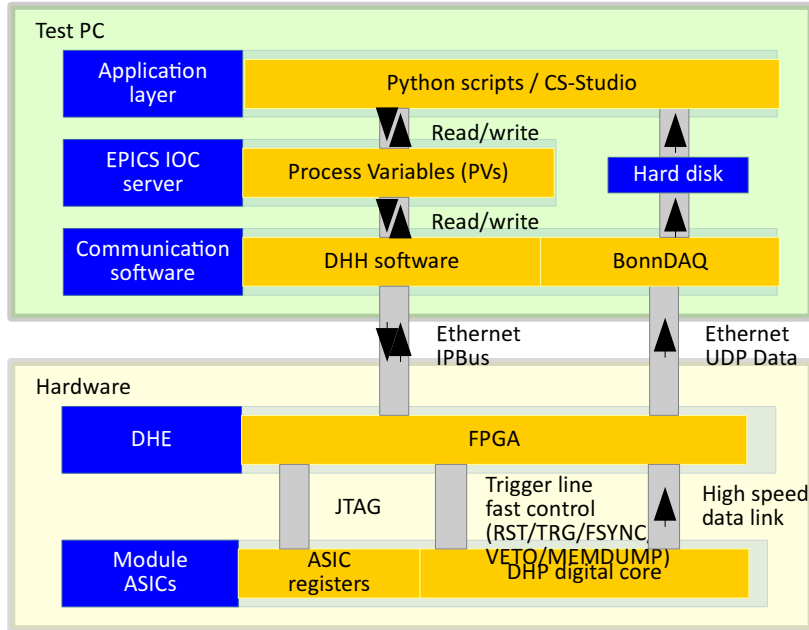 Test PC
Application
layer
Python scripts / CS-Studio
Read/write
EPICS IOC
server
Process Variables (PVs)
Hard disk
Read/write
Communication
software
DHH software
BonnDAQ
Ethernet
IPBus
Ethernet
UDP Data
Hardware
DHE
FPGA
JTAG
Trigger line
fast control
(RST/TRG/FSYNC/
VETO/MEMDUMP)
High speed
data link
Module
ASICs
ASIC
registers
DHP digital core